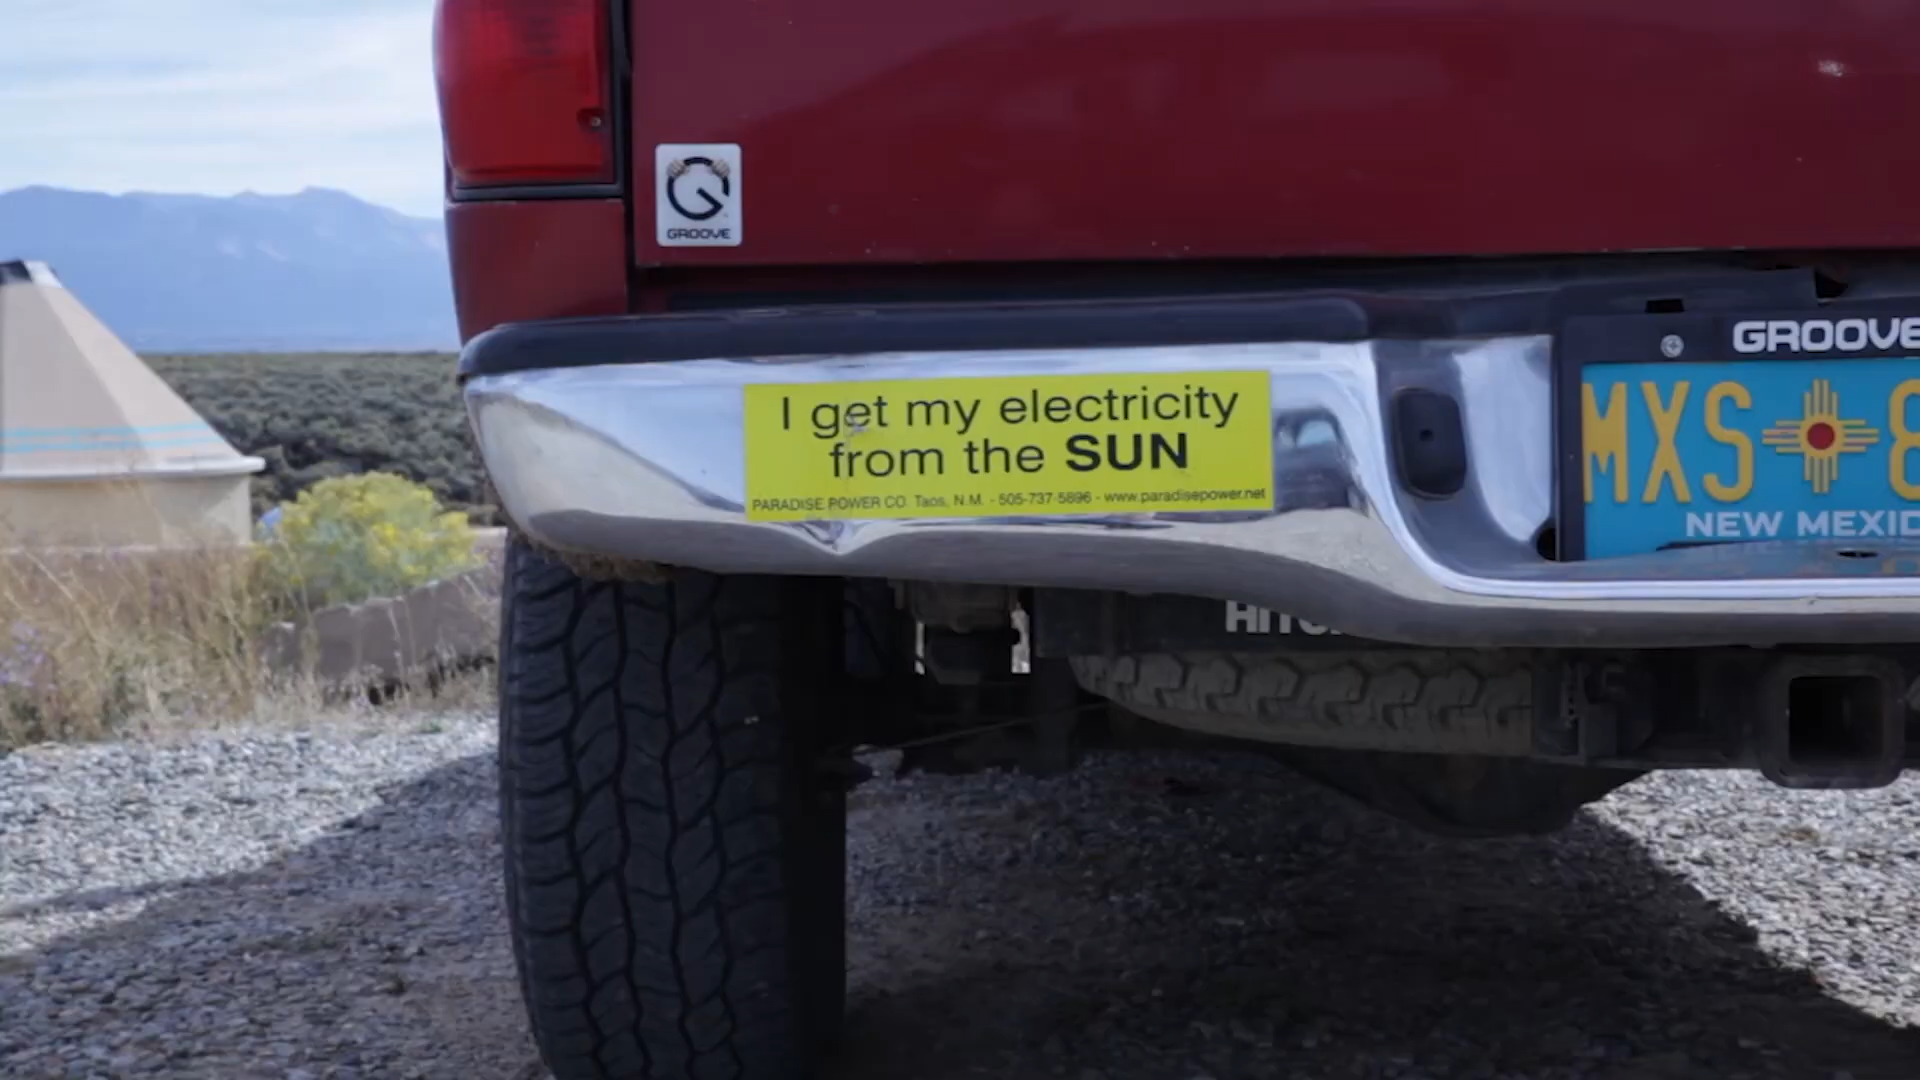 GROOVE
I get my electricity
from the SUN
PARADISE POWER CO. Taos, N.M. - 505-737-5896 - www.paradisepower.net
GROOVE
MXS 8
NEW MEXIC